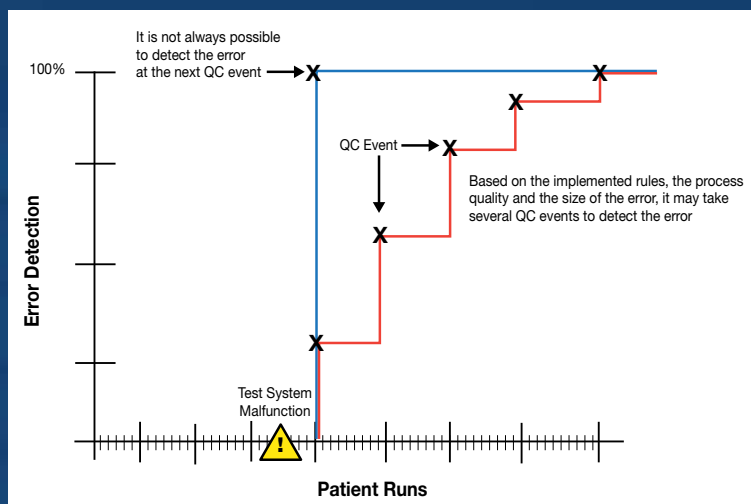 It is not always possible
to detect the error
at the next QC event
100%
X
X
X
QC Event
X
Based on the implemented rules, the process
quality and the size of the error, it may take
several QC events to detect the error
X
X
Error Detection
Test System
Malfunction
!
Patient Runs